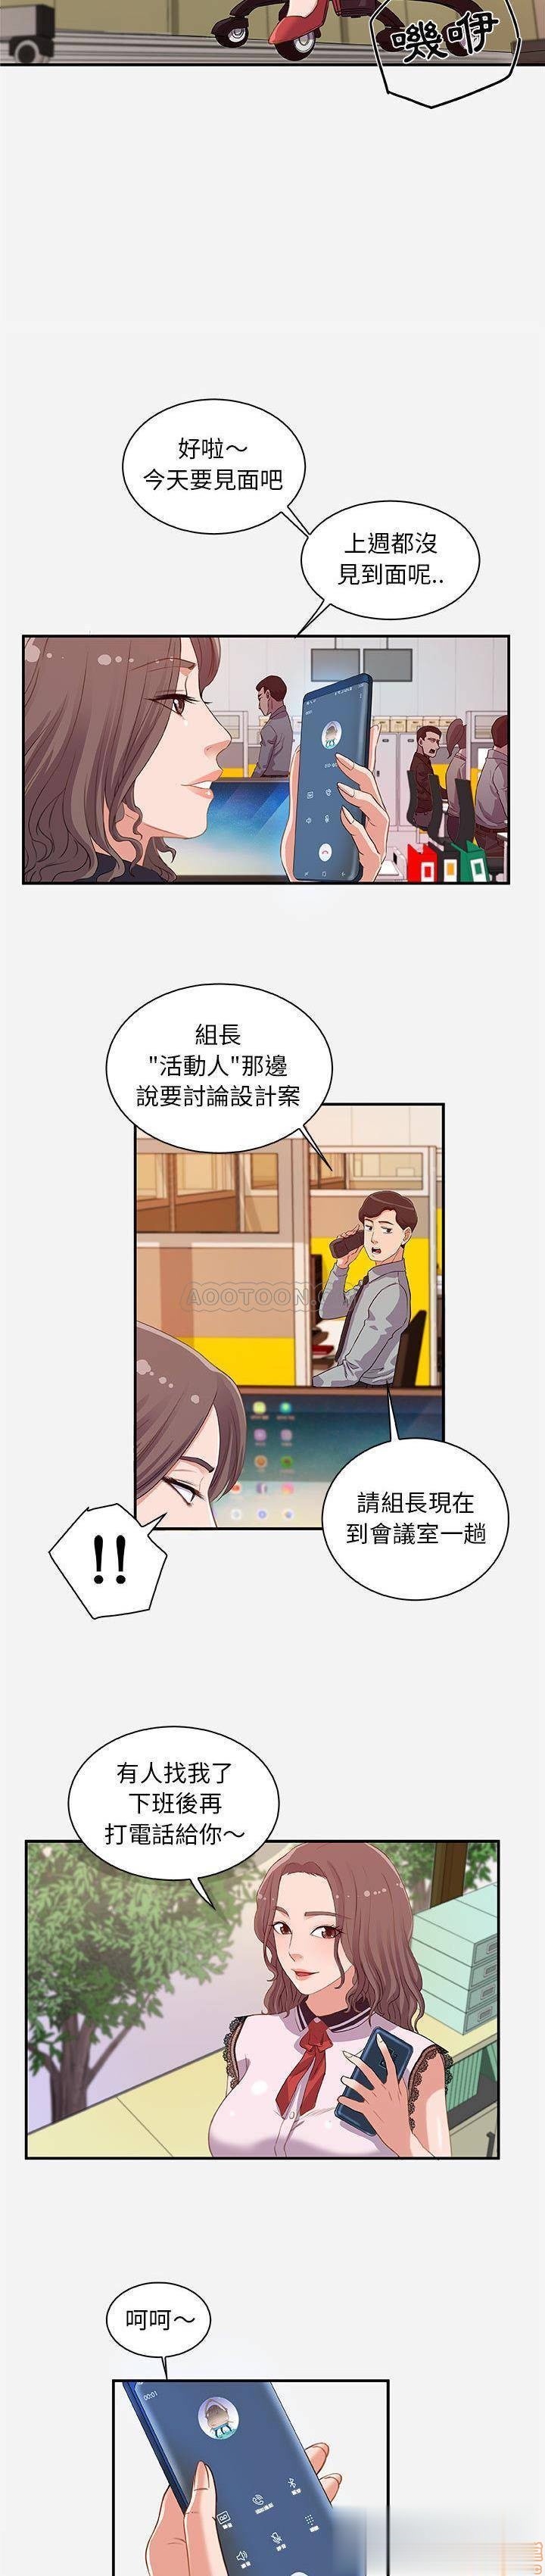 嘰咿
好啦～
今天要見面吧
上週都沒
見到面呢..
組長
"活動人"那邊
說要討論設計案
AOOTOON.C
!!
請組長現在
到會議室一趟
有人找我了
下班後再
打電話給你～
呵呵～
00:01